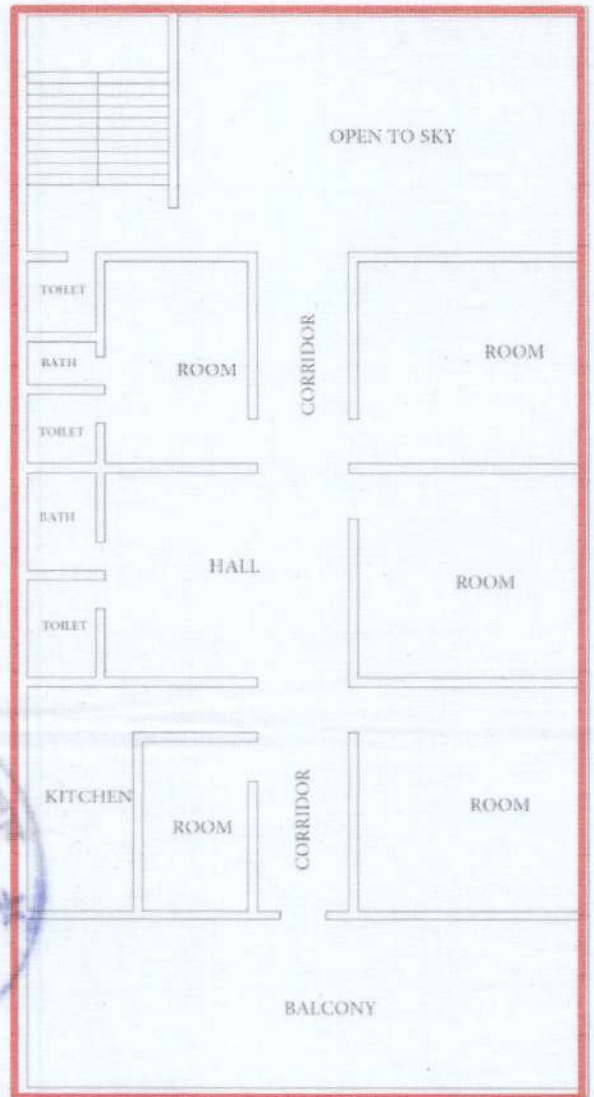 OPEN TO SKY
TOILET
BATH
TOILET
BATH
TOILET
ROOM
CORRIDOR
ROOM
HALL
ROOM
KITCHEN
ROOM
CORRIDOR
ROOM
BALCONY